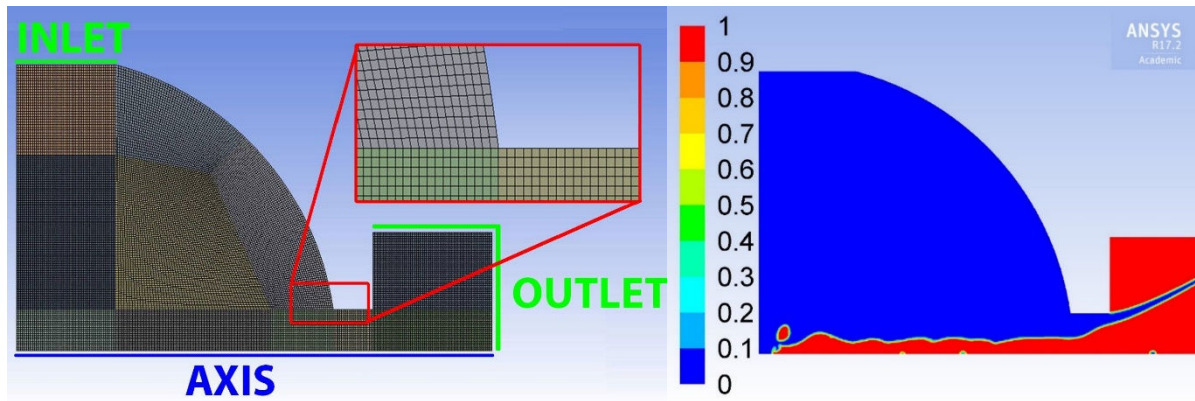 INLET
OUTLET
AXIS
1
0.9
0.8
0.7
0.6
0.5
0.4
0.3
0.2
0.1
0
ANSYS
R17.2
Academic